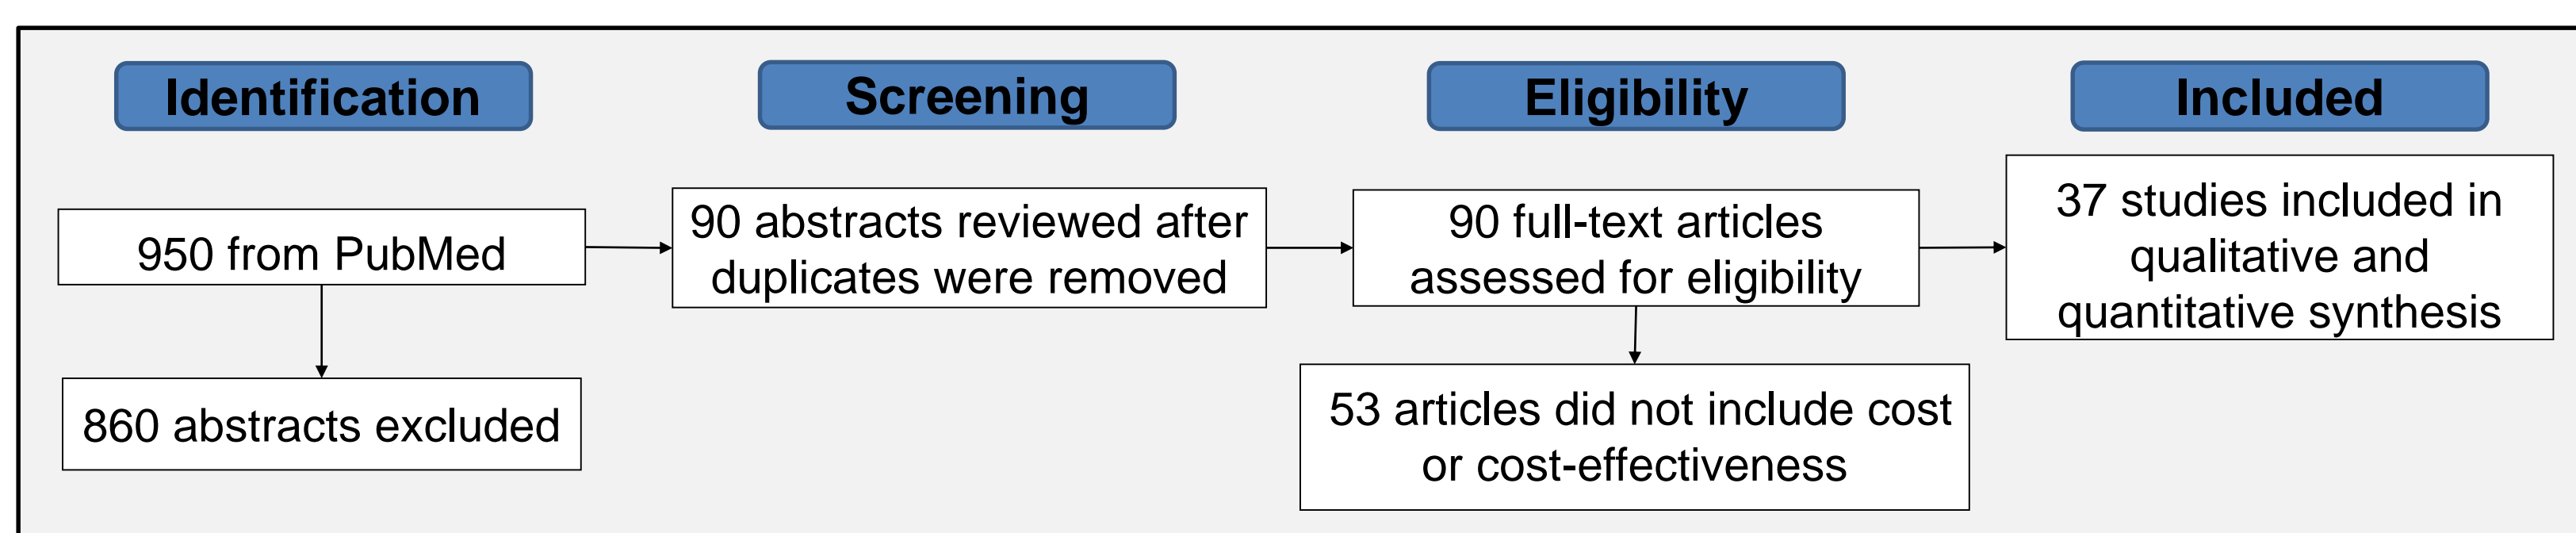 Identification
950 from PubMed
860 abstracts excluded
Screening
90 abstracts reviewed after
duplicates were removed
Eligibility
90 full-text articles
assessed for eligibility
53 articles did not include cost
or cost-effectiveness
Included
37 studies included in
qualitative and
quantitative synthesis